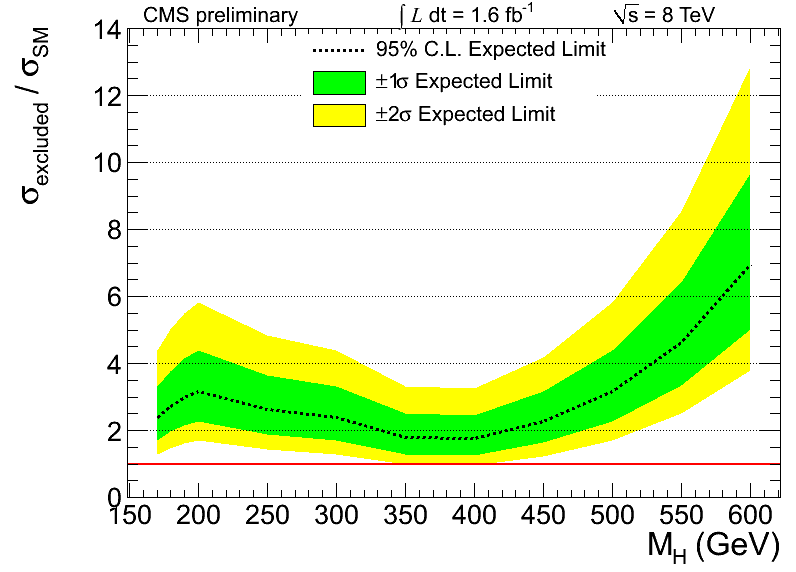 CMS preliminary ∫ L dt = 1.6 fb⁻¹ √s = 8 TeV
σexcluded / σSM
95% C.L. Expected Limit
±1σ Expected Limit
±2σ Expected Limit
14
12
10
8
6
4
2
0
150 200 250 300 350 400 450 500 550 600
M_H (GeV)